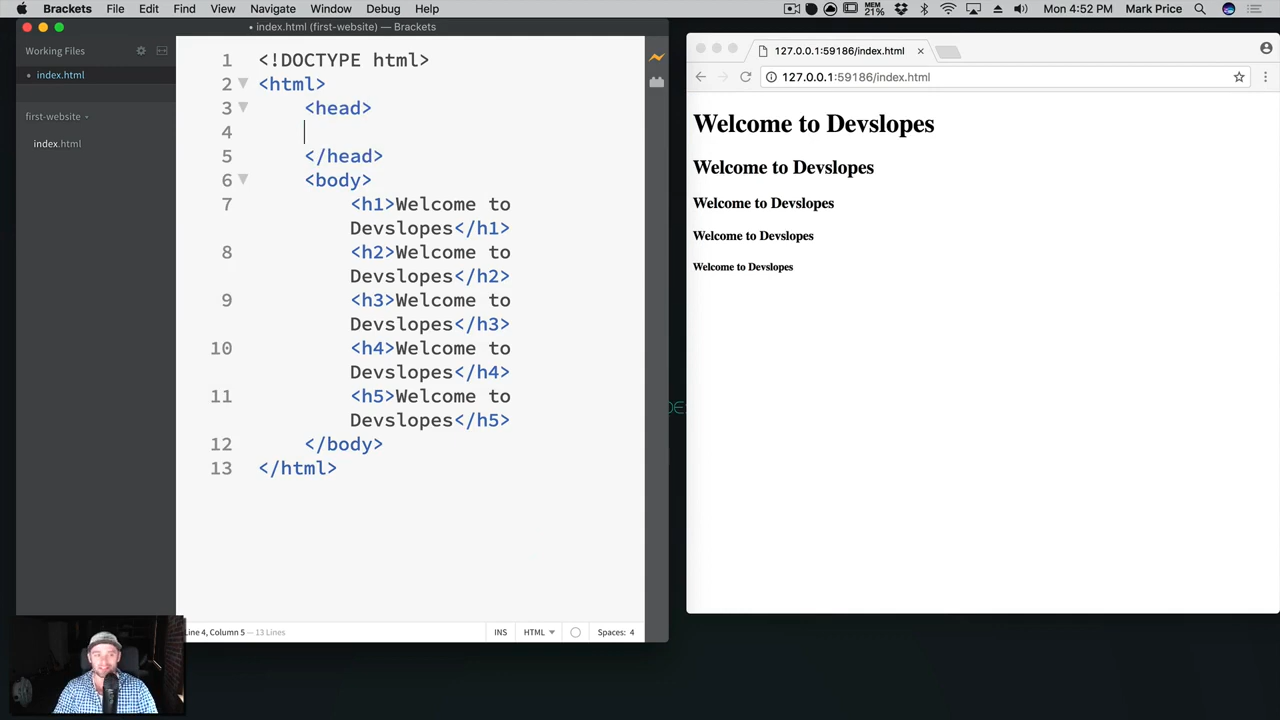 Brackets File Edit Find View Navigate Window Debug Help
MEM 21% Mon 4:52 PM Mark Price
• index.html (first-website) — Brackets
Working Files
• index.html
first-website
index.html
1 <!DOCTYPE html>
2 <html>
3 <head>
4
5 </head>
6 <body>
7 <h1>Welcome to
Devslopes</h1>
8 <h2>Welcome to
Devslopes</h2>
9 <h3>Welcome to
Devslopes</h3>
10 <h4>Welcome to
Devslopes</h4>
11 <h5>Welcome to
Devslopes</h5>
12 </body>
13 </html>
Line 4, Column 5 — 13 Lines
INS HTML Spaces: 4
127.0.0.1:59186/index.html
127.0.0.1:59186/index.html
Welcome to Devslopes
Welcome to Devslopes
Welcome to Devslopes
Welcome to Devslopes
Welcome to Devslopes